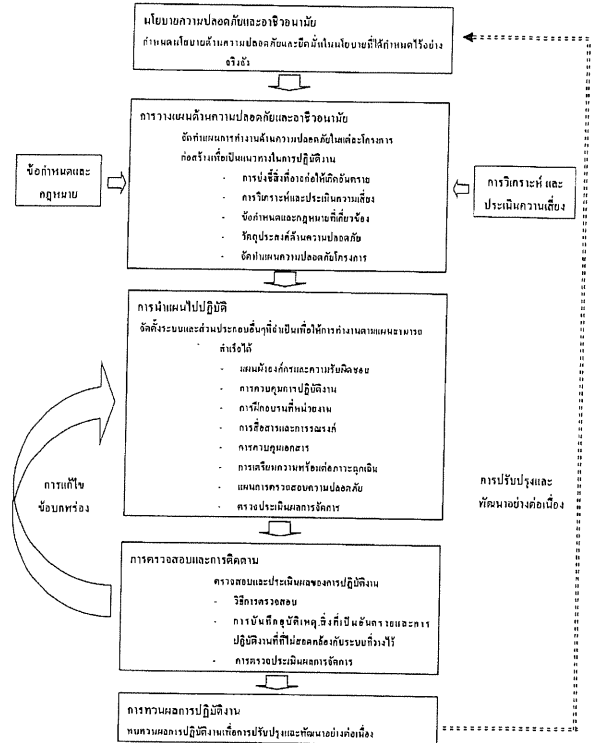 นโยบายความปลอดภัยและอาชีวอนามัย
กำหนดนโยบายด้านความปลอดภัยและยึดมั่นในนโยบายที่ได้กำหนดไว้อย่าง
จริงจัง
การวางแผนด้านความปลอดภัยและอาชีวอนามัย
จัดทำแผนการทำงานด้านความปลอดภัยในแต่ละโครงการ
ก่อสร้างเพื่อเป็นแนวทางในการปฏิบัติงาน
- การบ่งชี้สิ่งที่อาจก่อให้เกิดอันตราย
- การวิเคราะห์และประเมินความเสี่ยง
- ข้อกำหนดและกฎหมายที่เกี่ยวข้อง
- วัตถุประสงค์ด้านความปลอดภัย
- จัดทำแผนความปลอดภัยโครงการ
ข้อกำหนดและ
กฎหมาย
การวิเคราะห์ และ
ประเมินความเสี่ยง
การนำแผนไปปฏิบัติ
จัดตั้งระบบและส่วนประกอบอื่นๆที่จำเป็นเพื่อให้การทำงานตามแผนสามารถ
สำเร็จได้
- แผนผังองค์กรและความรับผิดชอบ
- การควบคุมการปฏิบัติงาน
- การฝึกอบรมที่หน่วยงาน
- การสื่อสารและการรณรงค์
- การควบคุมเอกสาร
- การเตรียมความพร้อมต่อภาวะฉุกเฉิน
- แผนการตรวจสอบความปลอดภัย
- ตรวจประเมินผลการจัดการ
การแก้ไข
ข้อบกพร่อง
การปรับปรุงและ
พัฒนาอย่างต่อเนื่อง
การตรวจสอบและการติดตาม
ตรวจสอบและประเมินผลของการปฏิบัติงาน
- วิธีการตรวจสอบ
- การบันทึกอุบัติเหตุ,สิ่งที่เป็นอันตรายและการ
ปฏิบัติงานที่ที่ไม่สอดคล้องกับระบบที่วางไว้
- การตรวจประเมินผลการจัดการ
การทวนผลการปฏิบัติงาน
ทบทวนผลการปฏิบัติงานเพื่อการปรับปรุงและพัฒนาอย่างต่อเนื่อง